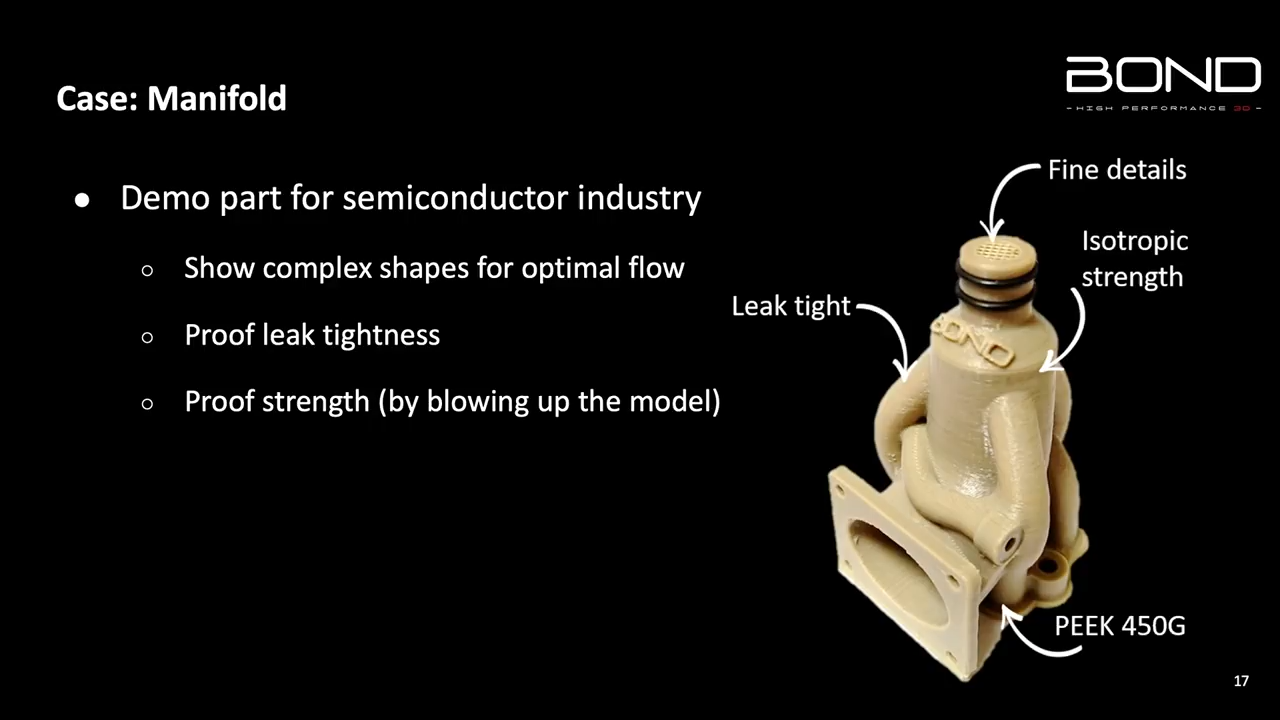 BOND
HIGH PERFORMANCE 3D
Case: Manifold
Demo part for semiconductor industry
Show complex shapes for optimal flow
Proof leak tightness
Proof strength (by blowing up the model)
Fine details
Isotropic
strength
Leak tight
BOND
PEEK 450G
17